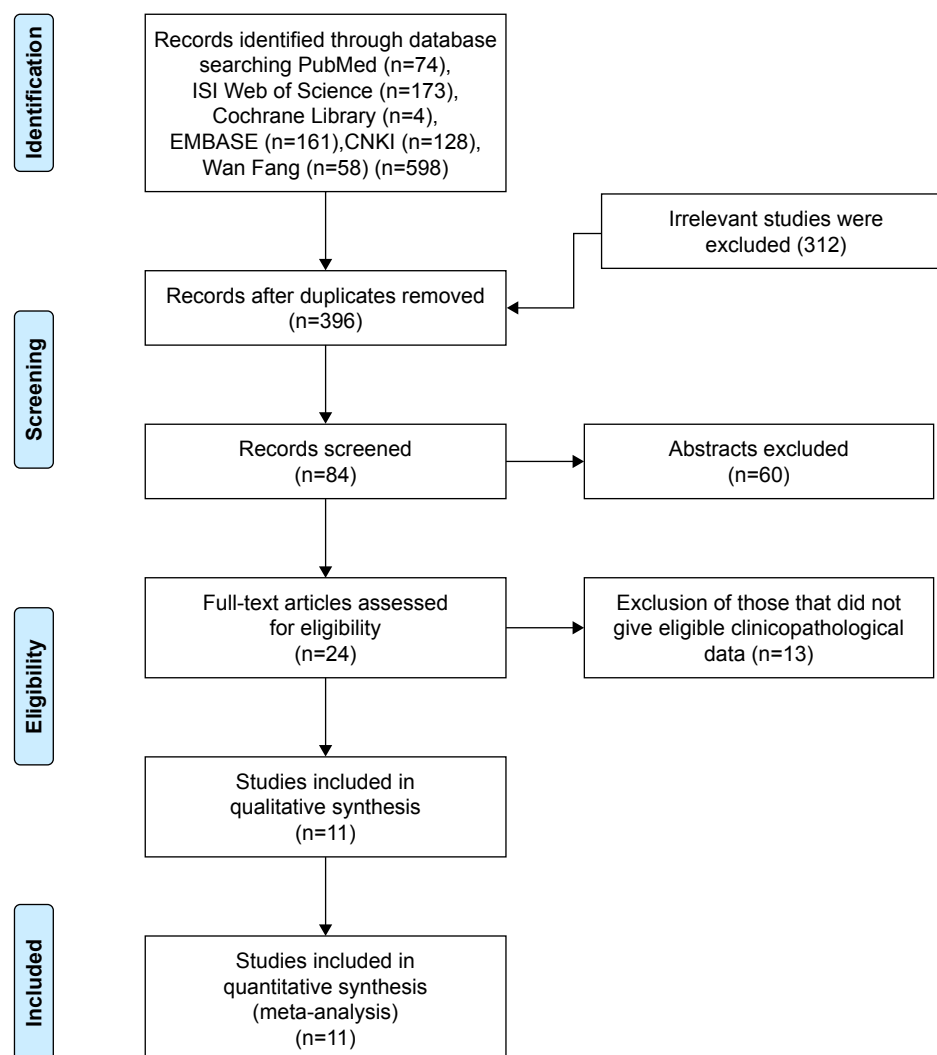 Identification
Records identified through database
searching PubMed (n=74),
ISI Web of Science (n=173),
Cochrane Library (n=4),
EMBASE (n=161),CNKI (n=128),
Wan Fang (n=58) (n=598)
Irrelevant studies were
excluded (312)
Records after duplicates removed
(n=396)
Screening
Records screened
(n=84)
Abstracts excluded
(n=60)
Eligibility
Full-text articles assessed
for eligibility
(n=24)
Exclusion of those that did not
give eligible clinicopathological
data (n=13)
Studies included in
qualitative synthesis
(n=11)
Included
Studies included in
quantitative synthesis
(meta-analysis)
(n=11)